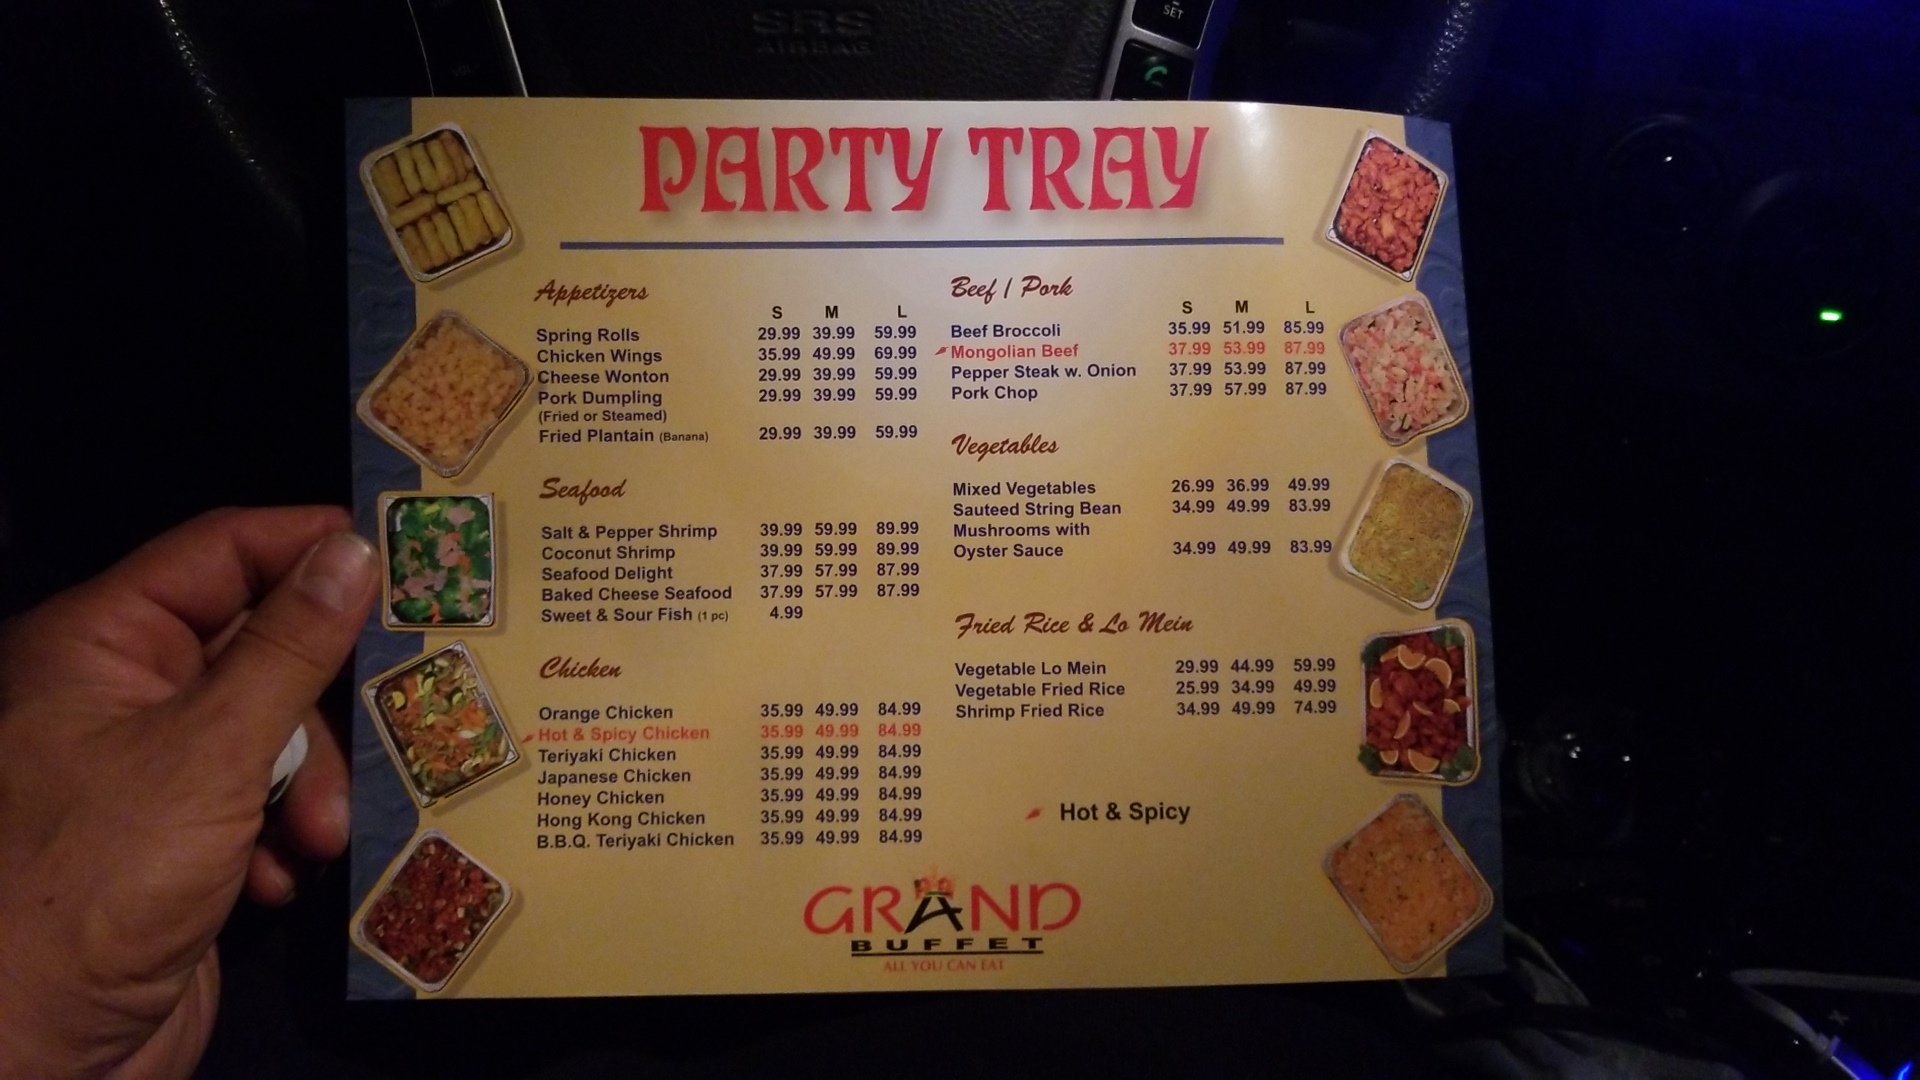 SRS
AIRBAG
SET
PARTY TRAY
Appetizers
S M L
Spring Rolls 29.99 39.99 59.99
Chicken Wings 35.99 49.99 69.99
Cheese Wonton 29.99 39.99 59.99
Pork Dumpling 29.99 39.99 59.99
(Fried or Steamed)
Fried Plantain (Banana) 29.99 39.99 59.99
Seafood
Salt & Pepper Shrimp 39.99 59.99 89.99
Coconut Shrimp 39.99 59.99 89.99
Seafood Delight 37.99 57.99 87.99
Baked Cheese Seafood 37.99 57.99 87.99
Sweet & Sour Fish (1 pc) 4.99
Chicken
Orange Chicken 35.99 49.99 84.99
Hot & Spicy Chicken 35.99 49.99 84.99
Teriyaki Chicken 35.99 49.99 84.99
Japanese Chicken 35.99 49.99 84.99
Honey Chicken 35.99 49.99 84.99
Hong Kong Chicken 35.99 49.99 84.99
B.B.Q. Teriyaki Chicken 35.99 49.99 84.99
Beef / Pork
S M L
Beef Broccoli 35.99 51.99 85.99
Mongolian Beef 37.99 53.99 87.99
Pepper Steak w. Onion 37.99 53.99 87.99
Pork Chop 37.99 57.99 87.99
Vegetables
Mixed Vegetables 26.99 36.99 49.99
Sauteed String Bean 34.99 49.99 83.99
Mushrooms with
Oyster Sauce 34.99 49.99 83.99
Fried Rice & Lo Mein
Vegetable Lo Mein 29.99 44.99 59.99
Vegetable Fried Rice 25.99 34.99 49.99
Shrimp Fried Rice 34.99 49.99 74.99
Hot & Spicy
GRAND
BUFFET
ALL YOU CAN EAT